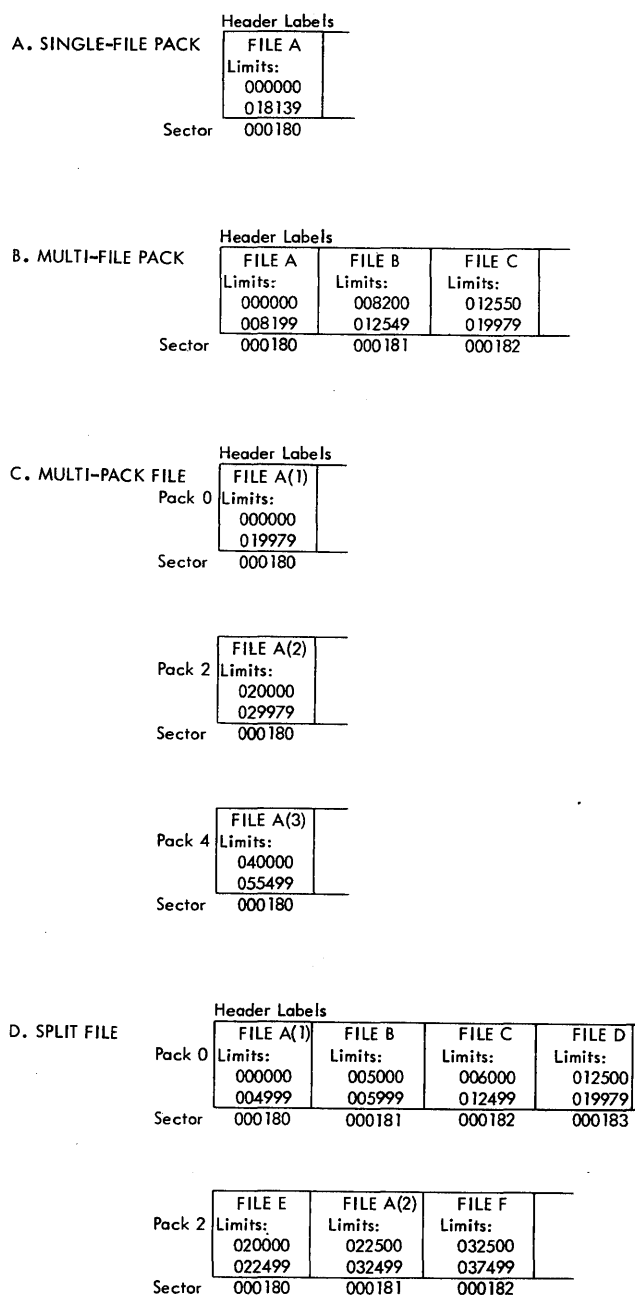 Header Labels
A. SINGLE-FILE PACK FILE A
Limits:
000000
018139
Sector 000180
Header Labels
B. MULTI-FILE PACK FILE A FILE B FILE C
Limits: Limits: Limits:
000000 008200 012550
008199 012549 019979
Sector 000180 000181 000182
Header Labels
C. MULTI-PACK FILE FILE A(1)
Pack 0 Limits:
000000
019979
Sector 000180
FILE A(2)
Pack 2 Limits:
020000
029979
Sector 000180
FILE A(3)
Pack 4 Limits:
040000
055499
Sector 000180
Header Labels
D. SPLIT FILE FILE A(1) FILE B FILE C FILE D
Pack 0 Limits: Limits: Limits: Limits:
000000 005000 006000 012500
004999 005999 012499 019979
Sector 000180 000181 000182 000183
FILE E FILE A(2) FILE F
Pack 2 Limits: Limits: Limits:
020000 022500 032500
022499 032499 037499
Sector 000180 000181 000182